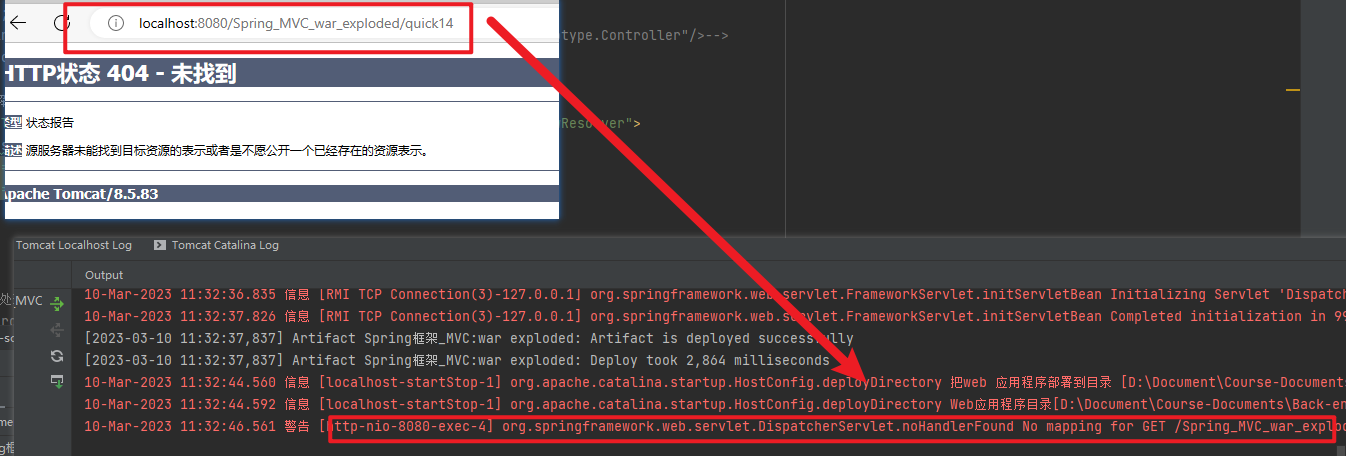 localhost:8080/Spring_MVC_war_exploded/quick14
type.Controller"/>-->
HTTP状态 404 - 未找到
类型 状态报告
Resolver">
描述 源服务器未能找到目标资源的表示或者是不愿公开一个已经存在的资源表示。
Apache Tomcat/8.5.83
Tomcat Localhost Log Tomcat Catalina Log
Output
MVC
10-Mar-2023 11:32:36.835 信息 [RMI TCP Connection(3)-127.0.0.1] org.springframework.web.servlet.FrameworkServlet.initServletBean Initializing Servlet 'Dispatch
10-Mar-2023 11:32:37.826 信息 [RMI TCP Connection(3)-127.0.0.1] org.springframework.web.servlet.FrameworkServlet.initServletBean Completed initialization in 99
[2023-03-10 11:32:37,837] Artifact Spring框架_MVC:war exploded: Artifact is deployed successfully
[2023-03-10 11:32:37,837] Artifact Spring框架_MVC:war exploded: Deploy took 2,864 milliseconds
10-Mar-2023 11:32:44.560 信息 [localhost-startStop-1] org.apache.catalina.startup.HostConfig.deployDirectory 把web 应用程序部署到目录 [D:\Document\Course-Documents
10-Mar-2023 11:32:44.592 信息 [localhost-startStop-1] org.apache.catalina.startup.HostConfig.deployDirectory Web应用程序目录[D:\Document\Course-Documents\Back-en
10-Mar-2023 11:32:46.561 警告 [http-nio-8080-exec-4] org.springframework.web.servlet.DispatcherServlet.noHandlerFound No mapping for GET /Spring_MVC_war_explod